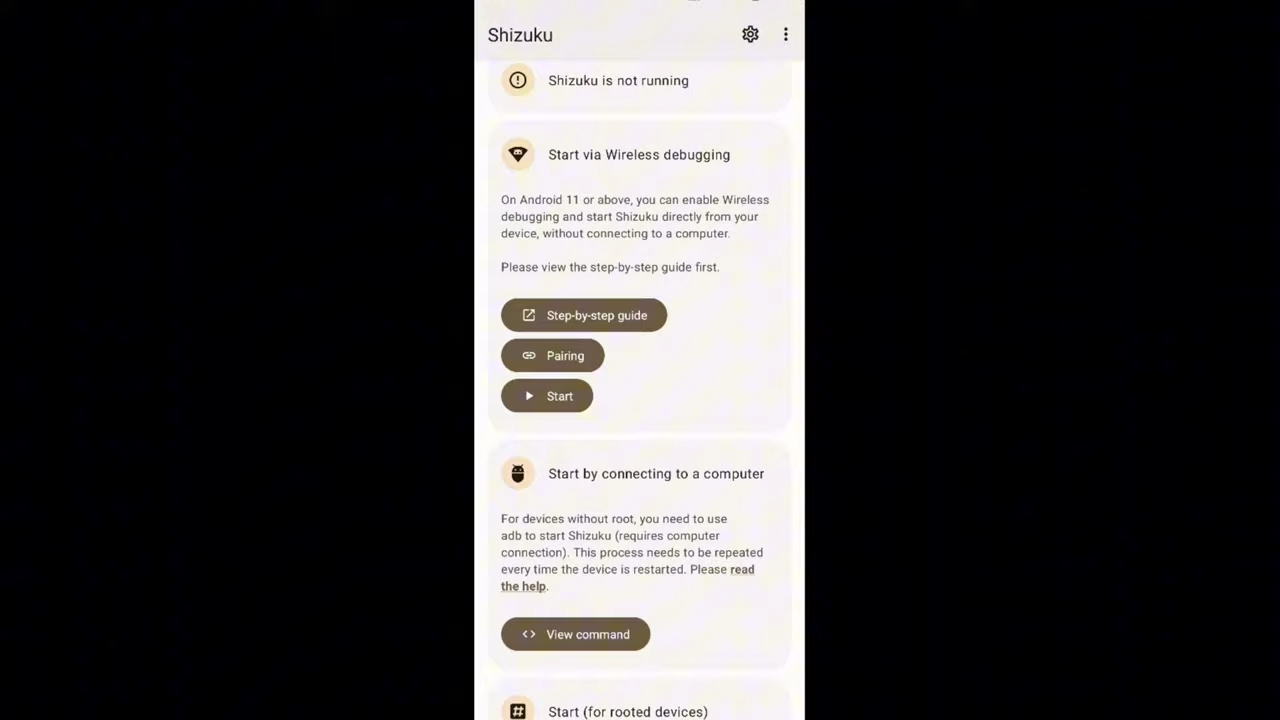 Shizuku
Shizuku is not running
Start via Wireless debugging
On Android 11 or above, you can enable Wireless
debugging and start Shizuku directly from your
device, without connecting to a computer.
Please view the step-by-step guide first.
Step-by-step guide
Pairing
Start
Start by connecting to a computer
For devices without root, you need to use
adb to start Shizuku (requires computer
connection). This process needs to be repeated
every time the device is restarted. Please read
the help.
View command
Start (for rooted devices)